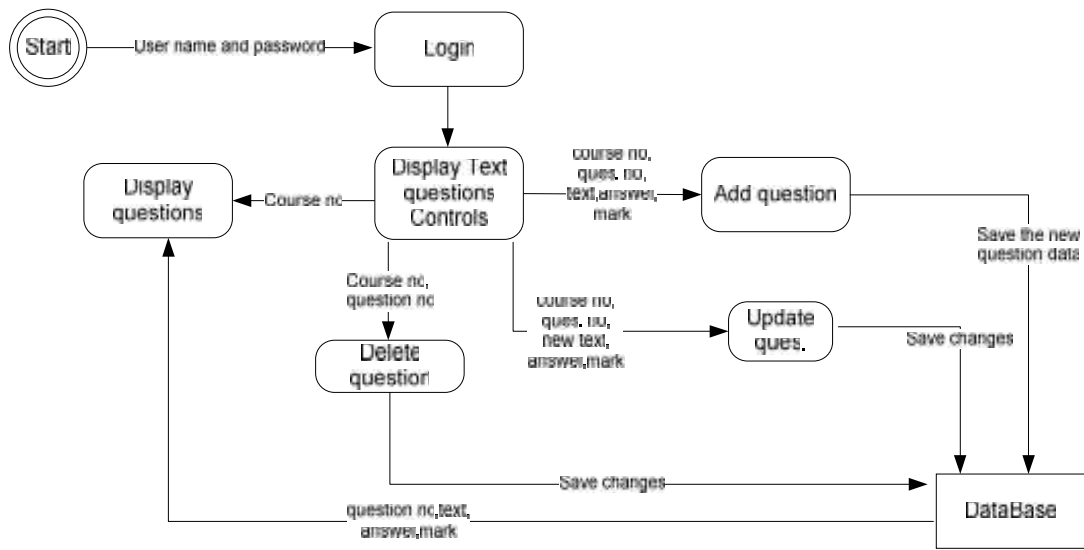 Start
User name and password
Login
Display Text
questions
Controls
course no,
ques. no,
text,answer,
mark
Add question
Display
questions
Course no
Save the new
question data
Course no,
question no
course no,
ques. no,
new text,
answer,mark
Update
ques.
Save changes
Delete
question
Save changes
DataBase
question no,text,
answer,mark